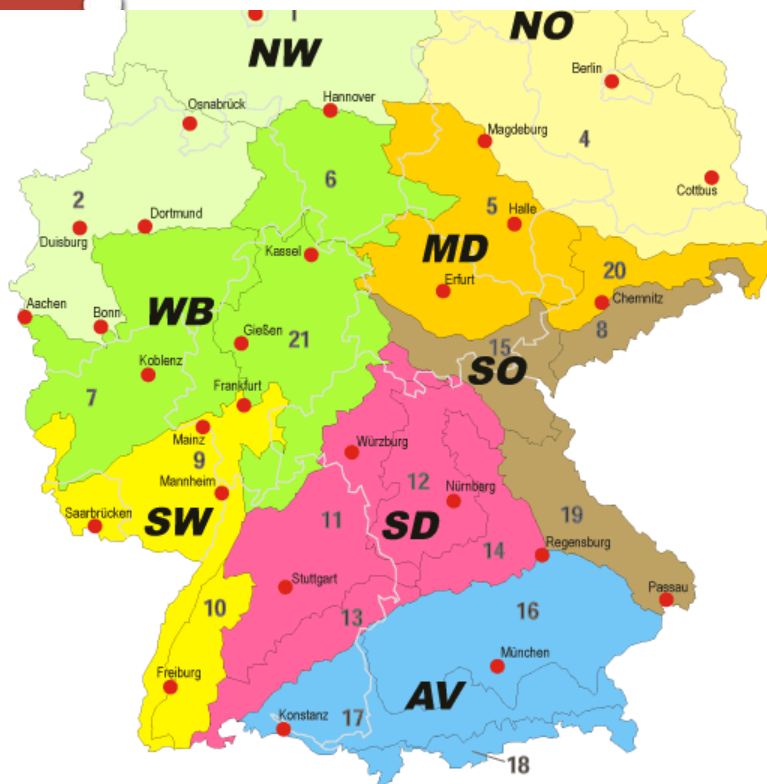 1
NO
NW
Berlin
Hannover
Osnabrück
Magdeburg
4
6
Cottbus
2
5
Halle
Dortmund
Duisburg
Kassel
MD
20
Erfurt
Chemnitz
Aachen
WB
Bonn
8
Gießen
21
15
Koblenz
SO
Frankfurt
7
Mainz
Würzburg
9
Mannheim
12
Nürnberg
Saarbrücken
SW
11
SD
19
14
Regensburg
Stuttgart
Passau
10
13
16
München
Freiburg
AV
Konstanz
17
18